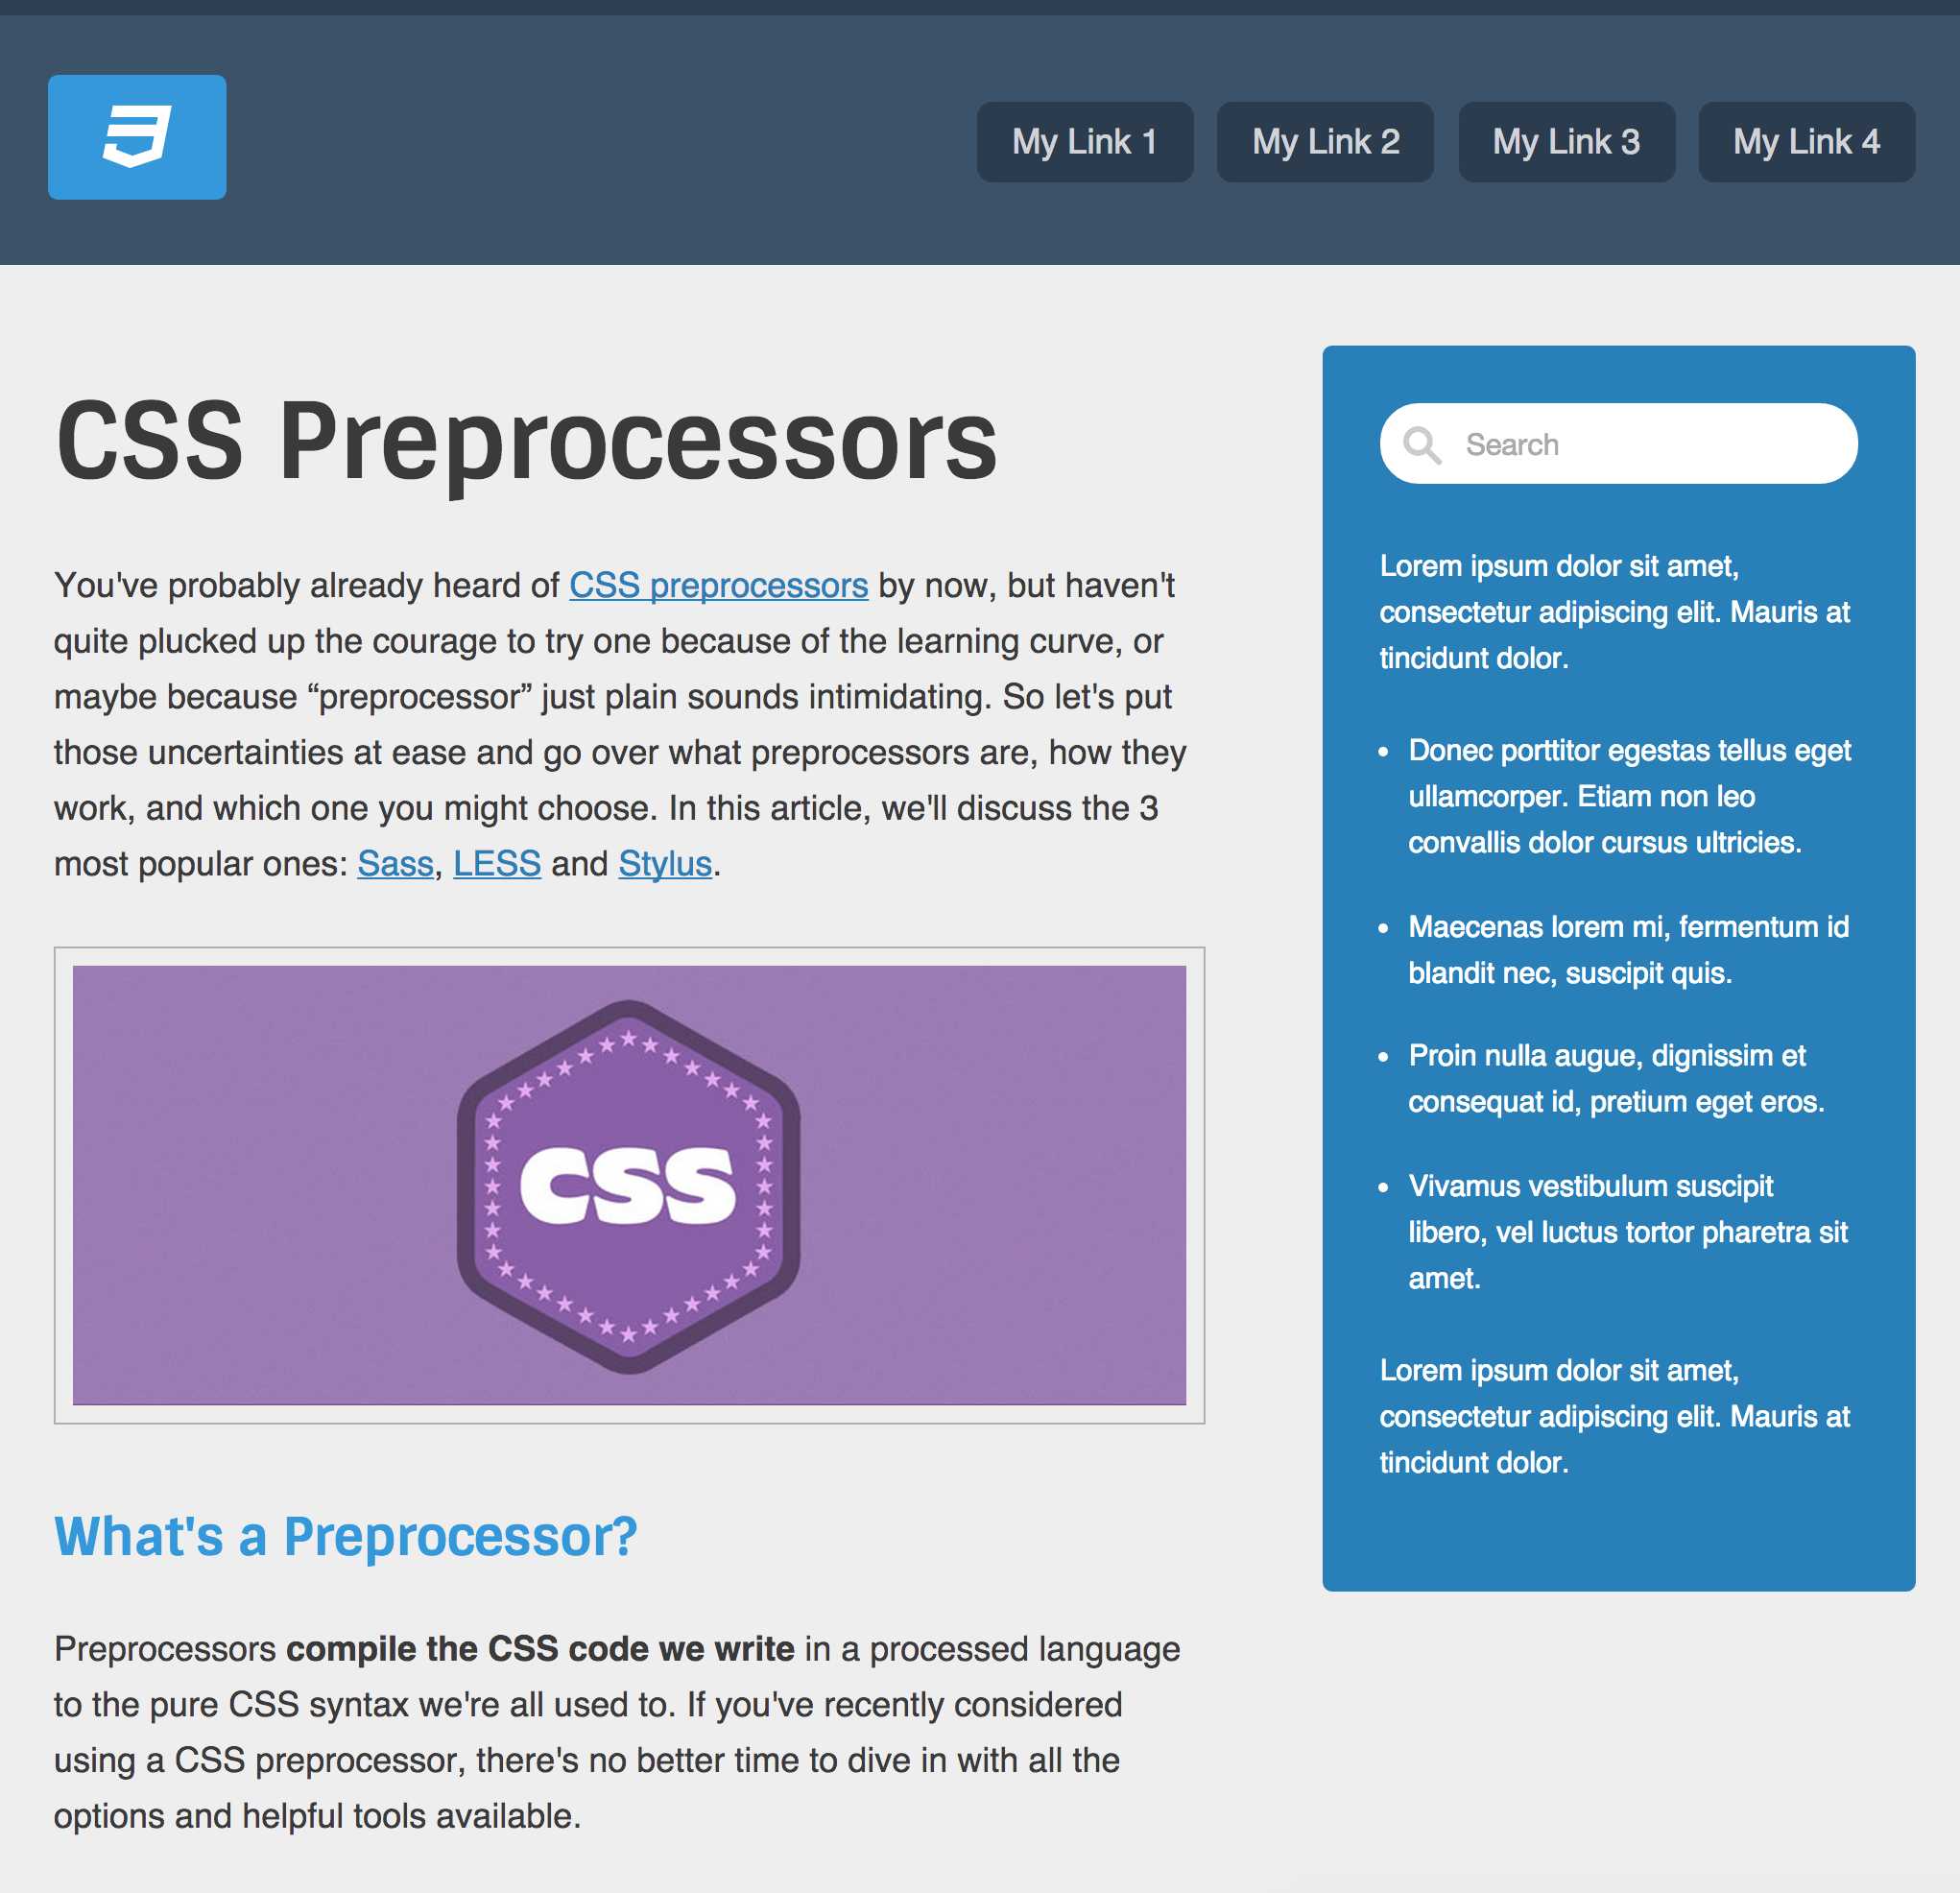 My Link 1
My Link 2
My Link 3
My Link 4
CSS Preprocessors
You've probably already heard of CSS preprocessors by now, but haven't
quite plucked up the courage to try one because of the learning curve, or
maybe because “preprocessor” just plain sounds intimidating. So let's put
those uncertainties at ease and go over what preprocessors are, how they
work, and which one you might choose. In this article, we'll discuss the 3
most popular ones: Sass, LESS and Stylus.
CSS
What's a Preprocessor?
Preprocessors compile the CSS code we write in a processed language
to the pure CSS syntax we're all used to. If you've recently considered
using a CSS preprocessor, there's no better time to dive in with all the
options and helpful tools available.
Search
Lorem ipsum dolor sit amet,
consectetur adipiscing elit. Mauris at
tincidunt dolor.
• Donec porttitor egestas tellus eget
ullamcorper. Etiam non leo
convallis dolor cursus ultricies.
• Maecenas lorem mi, fermentum id
blandit nec, suscipit quis.
• Proin nulla augue, dignissim et
consequat id, pretium eget eros.
• Vivamus vestibulum suscipit
libero, vel luctus tortor pharetra sit
amet.
Lorem ipsum dolor sit amet,
consectetur adipiscing elit. Mauris at
tincidunt dolor.